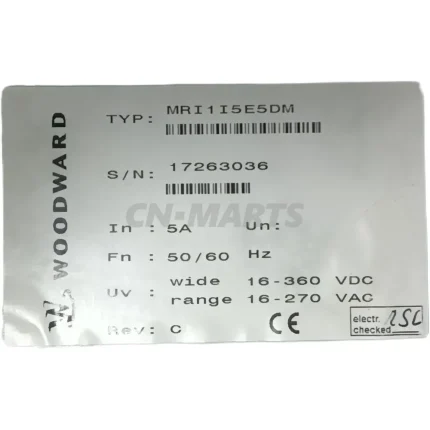 WOODWARD
TYP: MRI1I5E5DM
S/N: 17263036
CN-MARTS
In : 5A Un:
Fn : 50/60 Hz
Uv : wide 16-360 VDC
range 16-270 VAC
Rev: C CE
electr.
checked